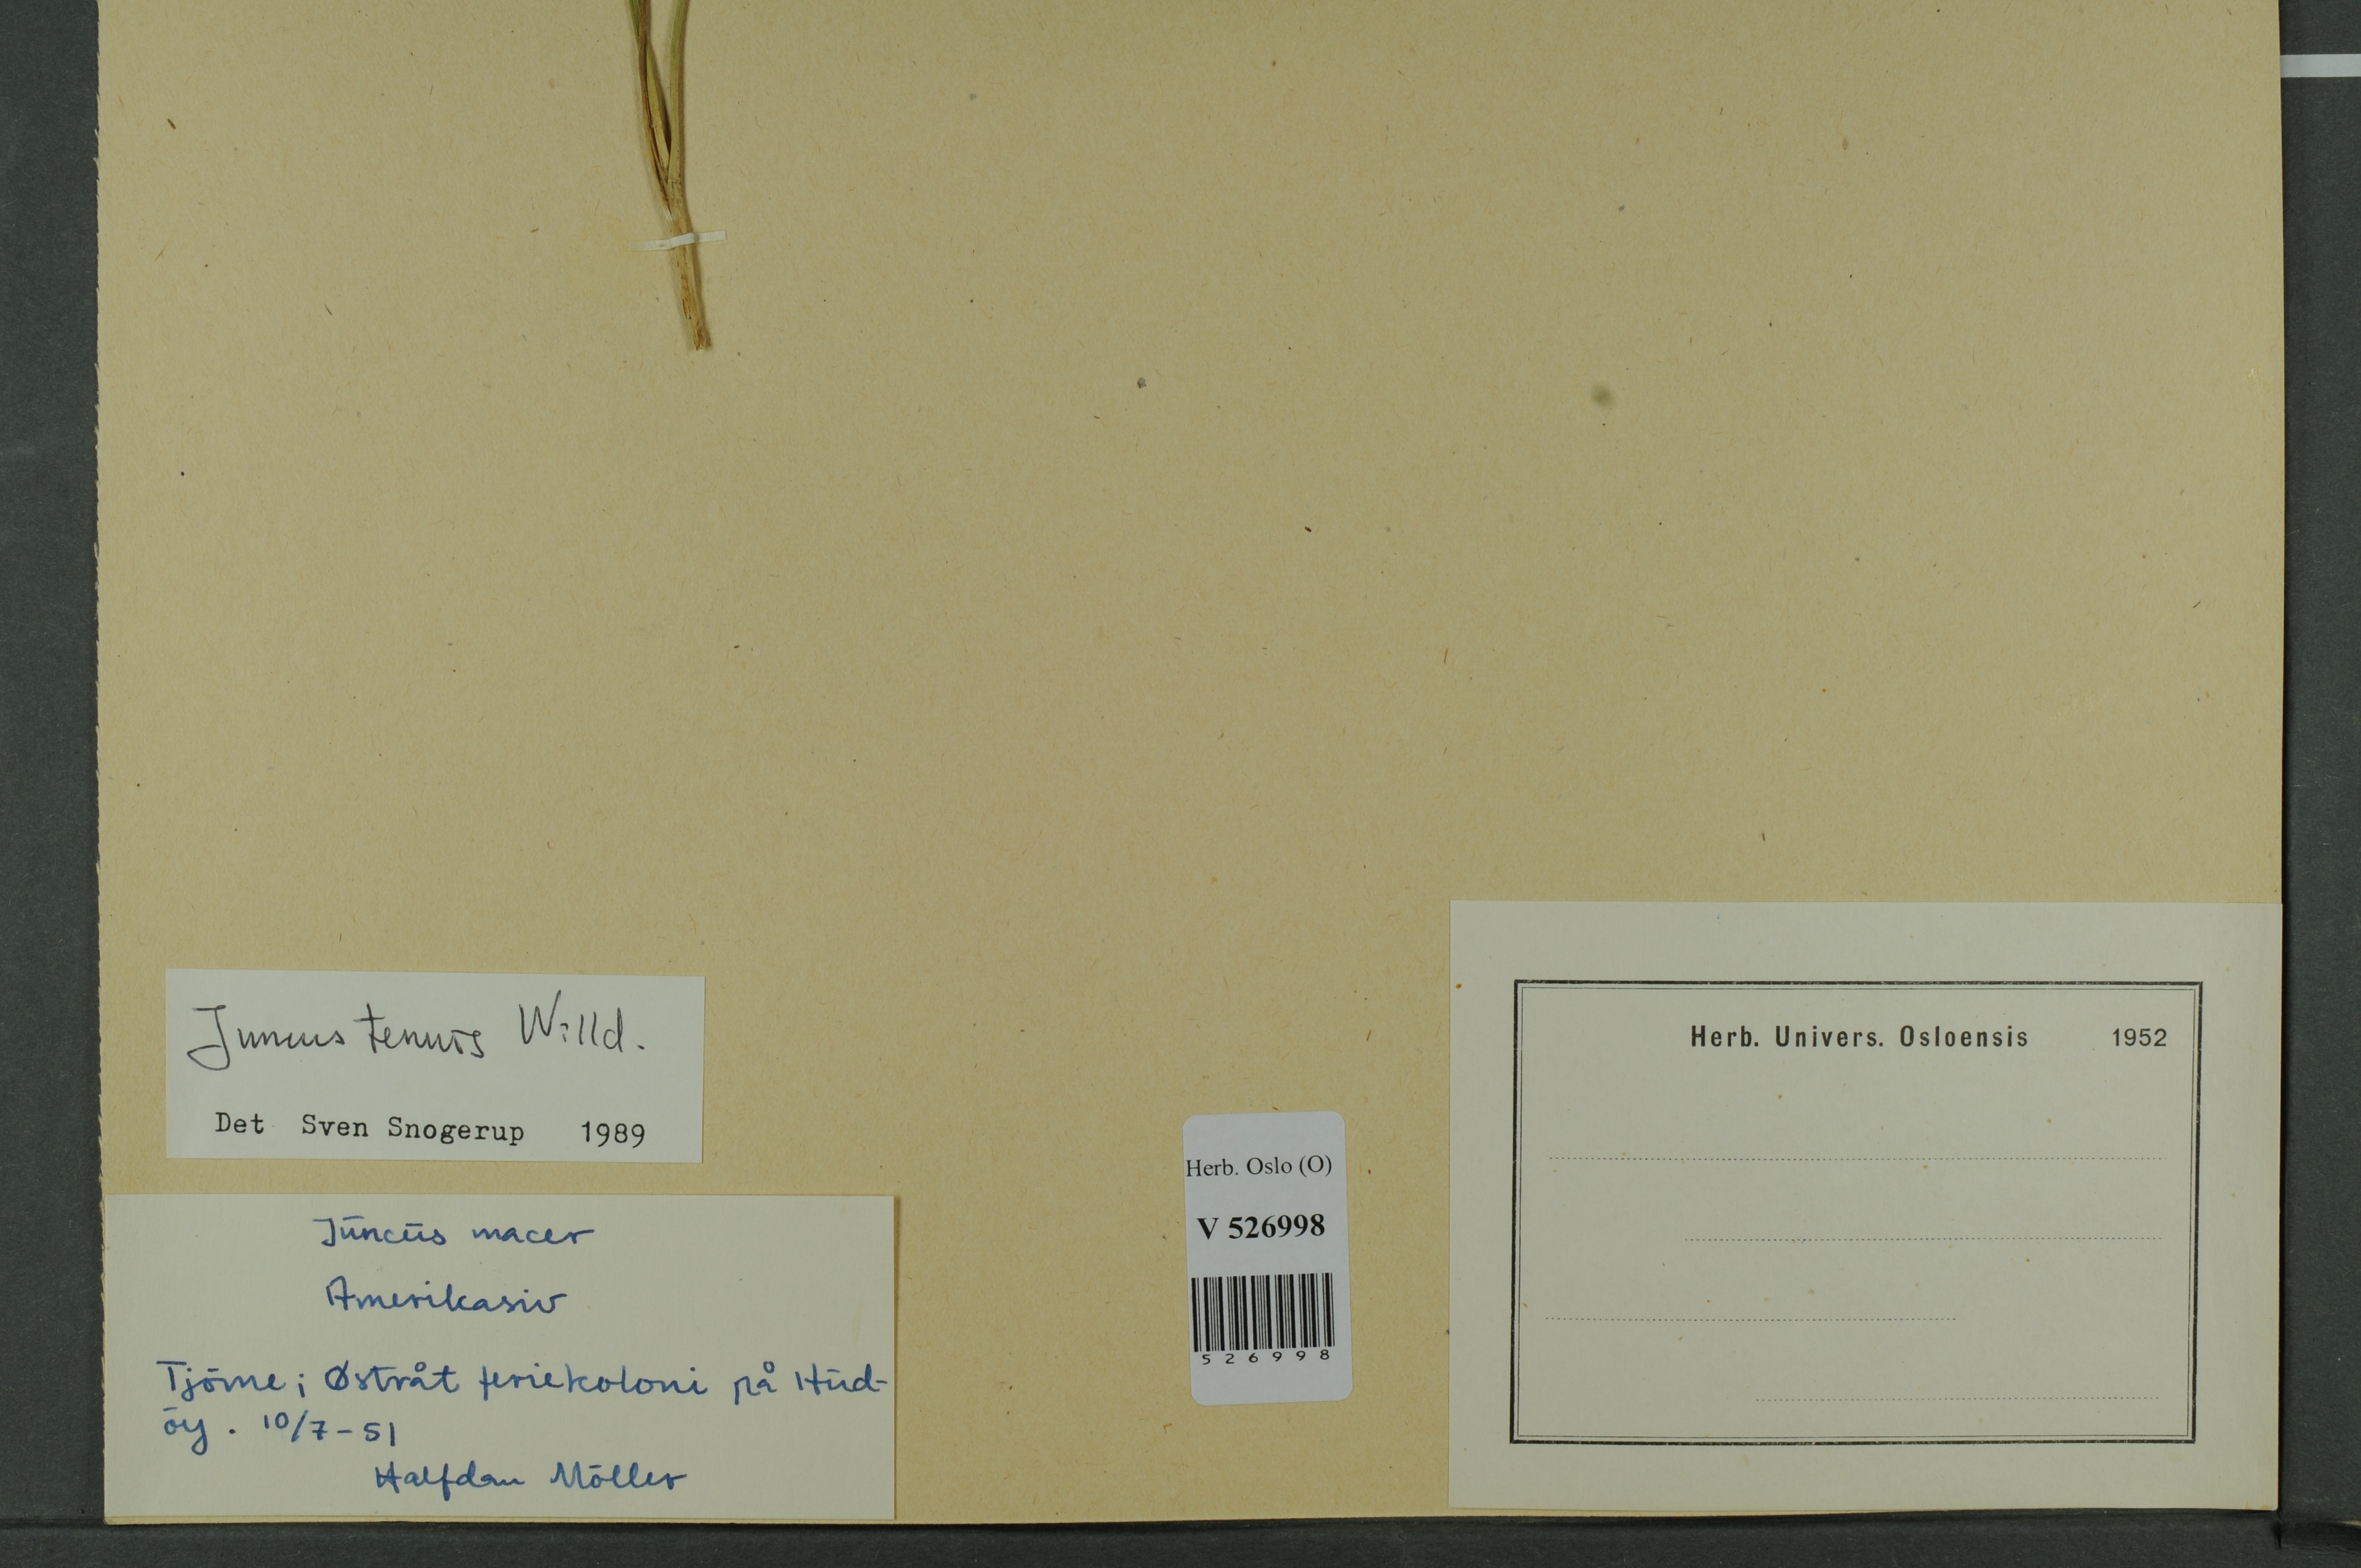 Juncus tenuis Willd.
Det Sven Snogerup 1989
Juncus macer
Amerikasiv
Tjöme; Østråt feriekoloni på Hud-
öy. 10/7-51
Halfdan Möller
Herb. Oslo (O)
V 526998
526998
Herb. Univers. Osloensis 1952